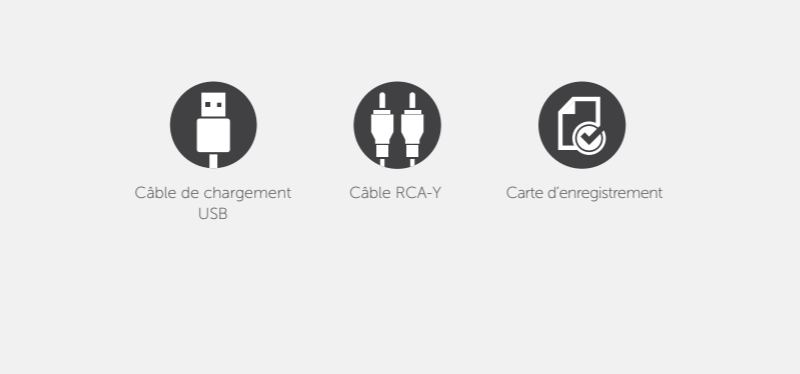 Câble de chargement
USB
Câble RCA-Y
Carte d'enregistrement